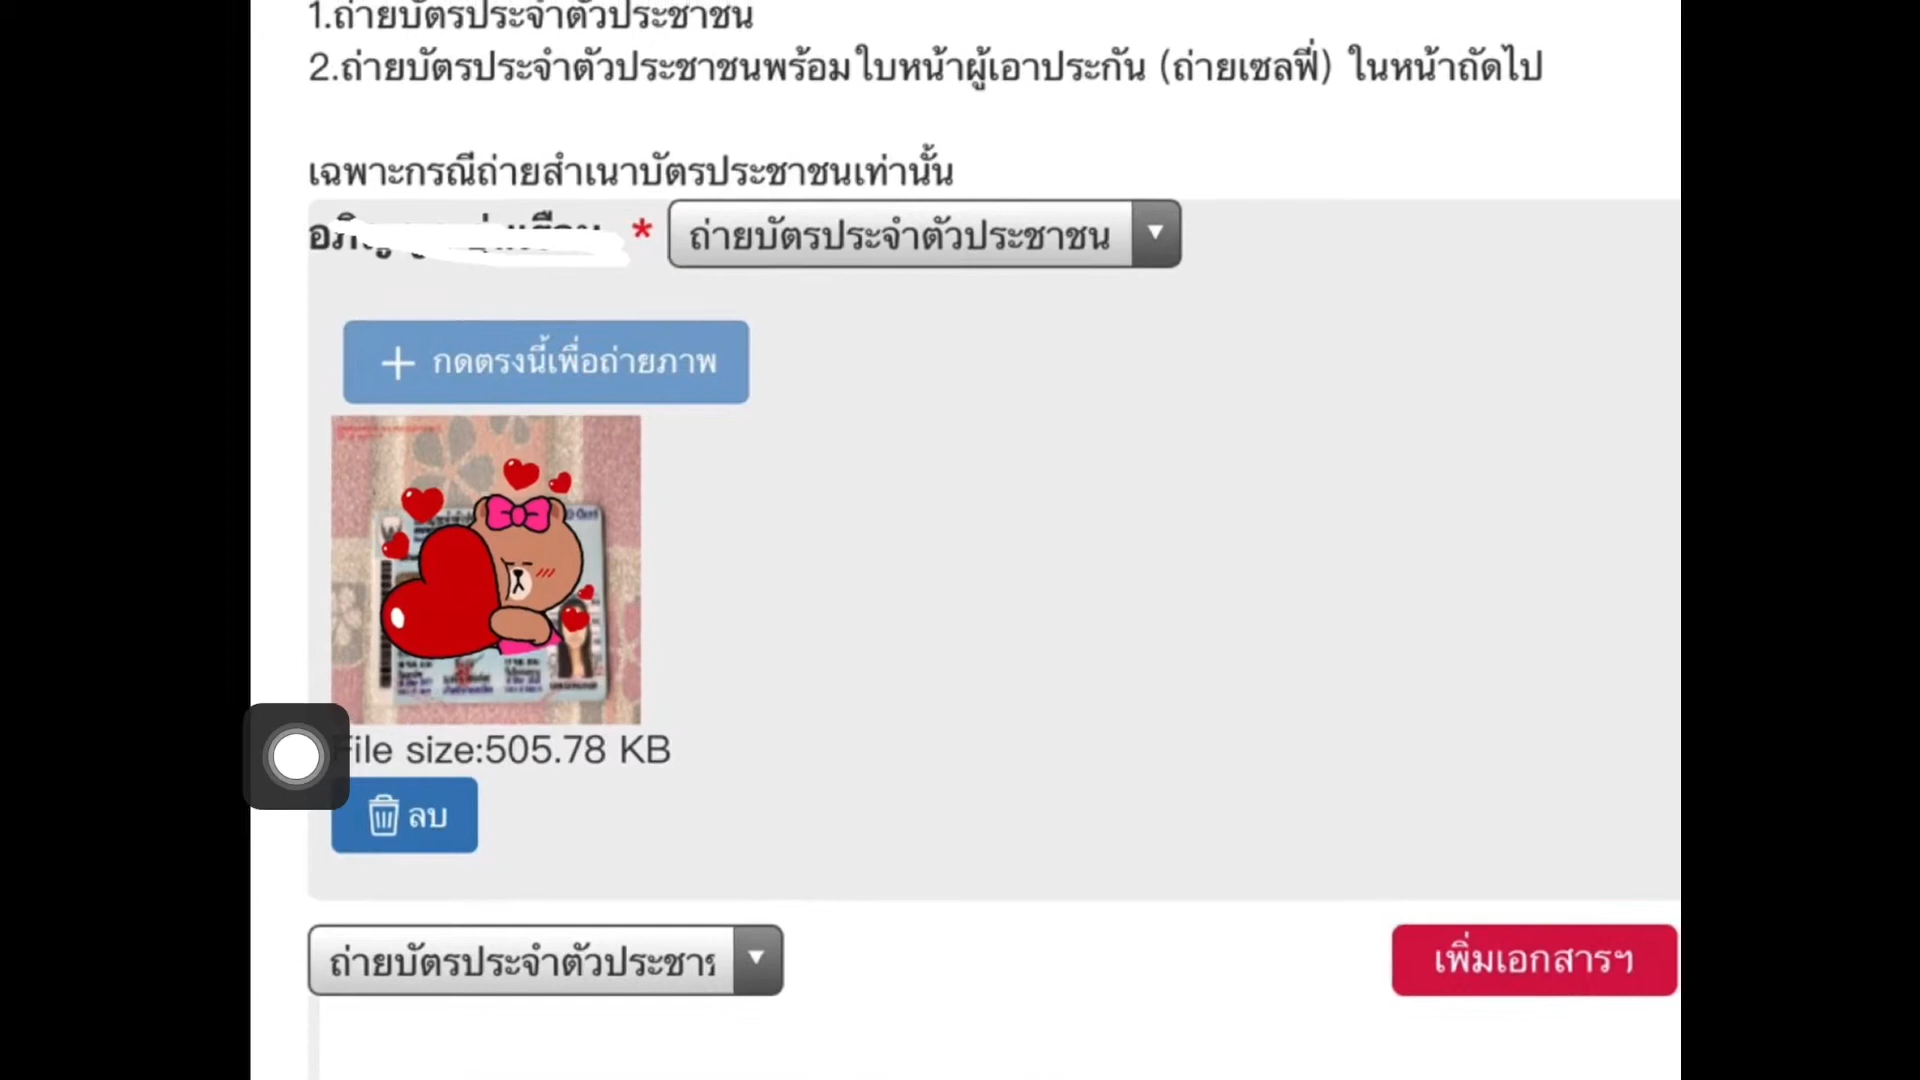 1.ถ่ายบัตรประจำตัวประชาชน
2.ถ่ายบัตรประจำตัวประชาชนพร้อมใบหน้าผู้เอาประกัน (ถ่ายเซลฟี่) ในหน้าถัดไป
เฉพาะกรณีถ่ายสำเนาบัตรประชาชนเท่านั้น
* ถ่ายบัตรประจำตัวประชาชน
+ กดตรงนี้เพื่อถ่ายภาพ
File size:505.78 KB
ลบ
ถ่ายบัตรประจำตัวประชาช เพิ่มเอกสารฯ